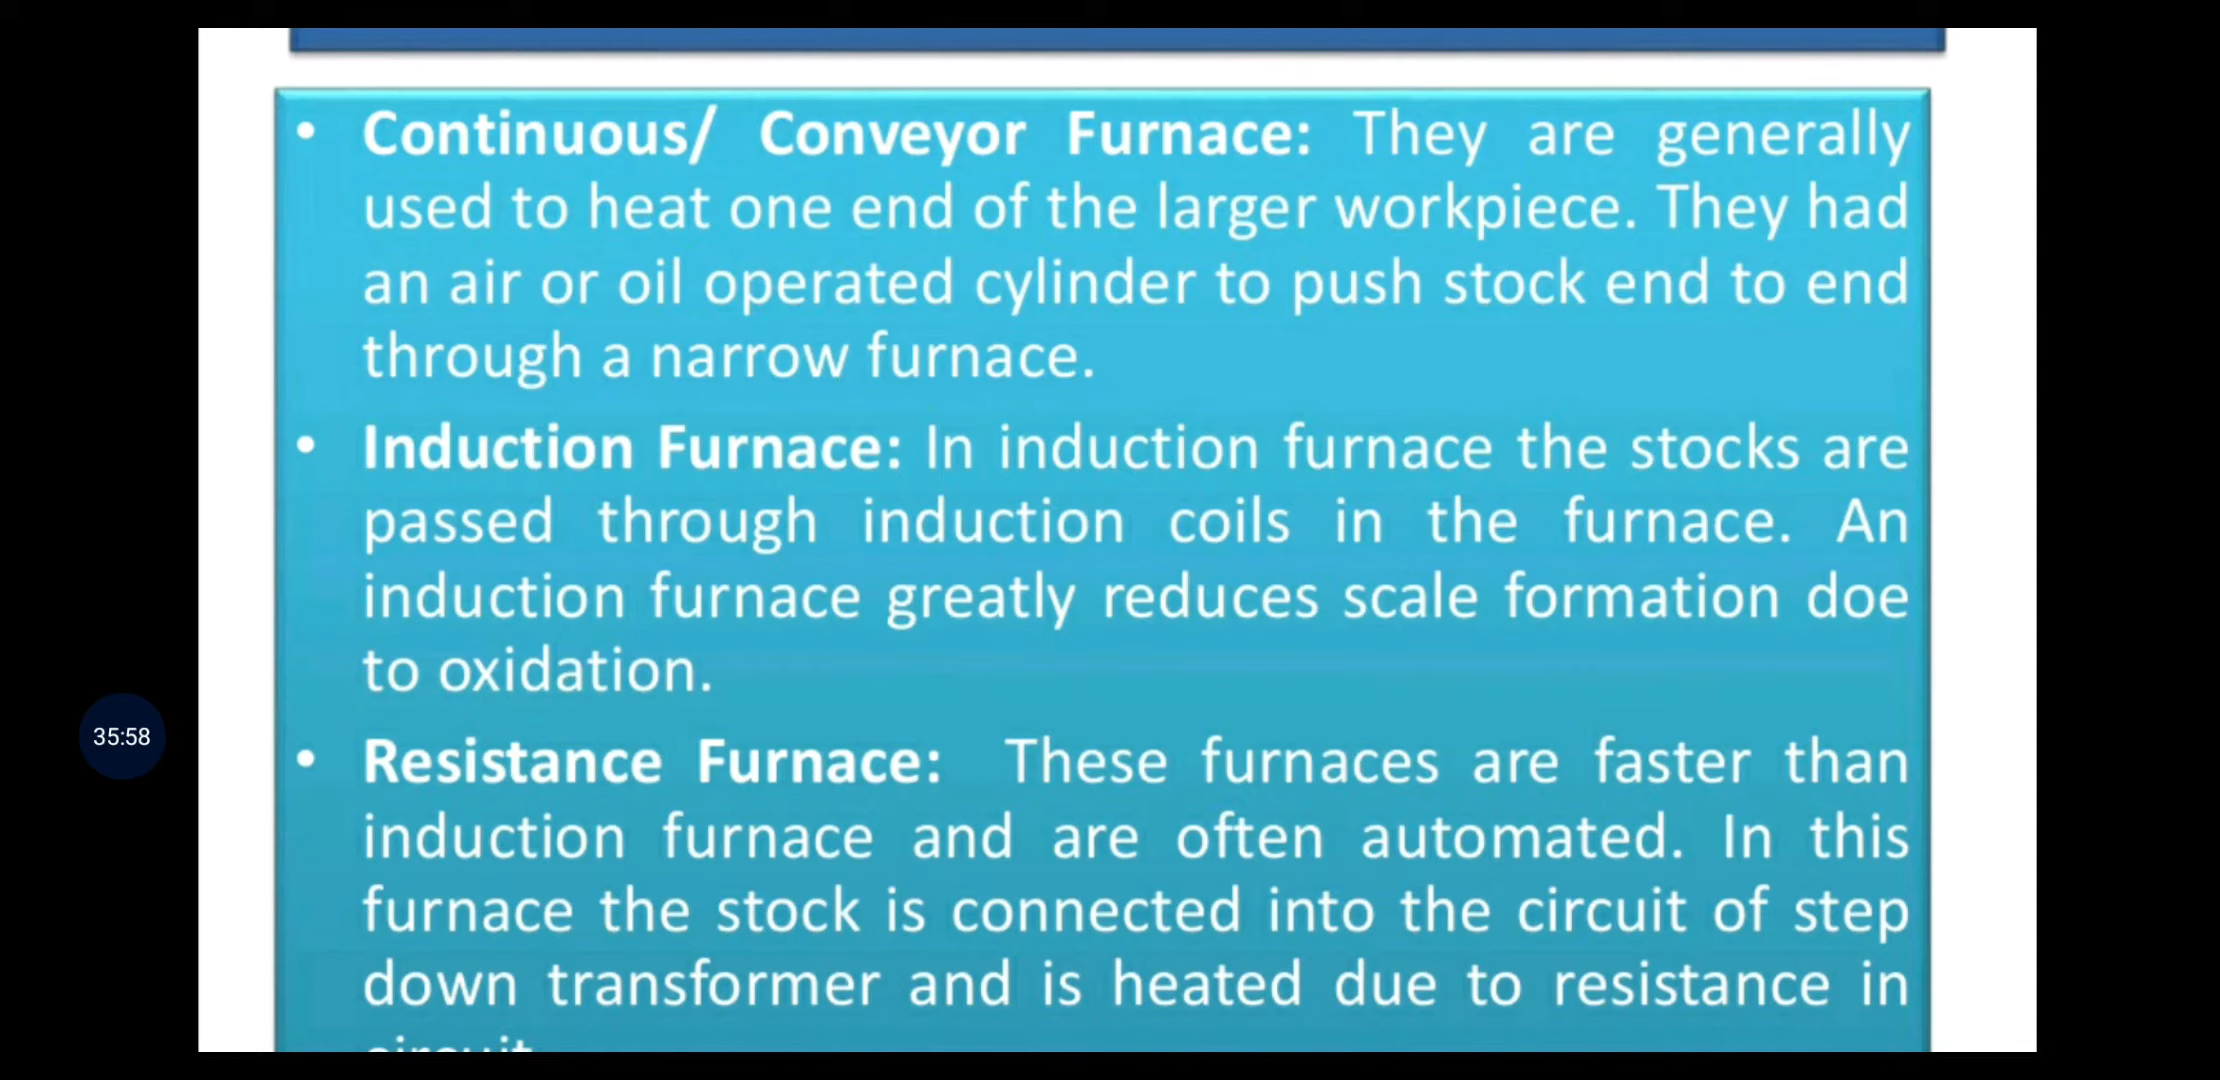 • Continuous/ Conveyor Furnace: They are generally
used to heat one end of the larger workpiece. They had
an air or oil operated cylinder to push stock end to end
through a narrow furnace.
• Induction Furnace: In induction furnace the stocks are
passed through induction coils in the furnace. An
induction furnace greatly reduces scale formation doe
to oxidation.
35:58
• Resistance Furnace: These furnaces are faster than
induction furnace and are often automated. In this
furnace the stock is connected into the circuit of step
down transformer and is heated due to resistance in